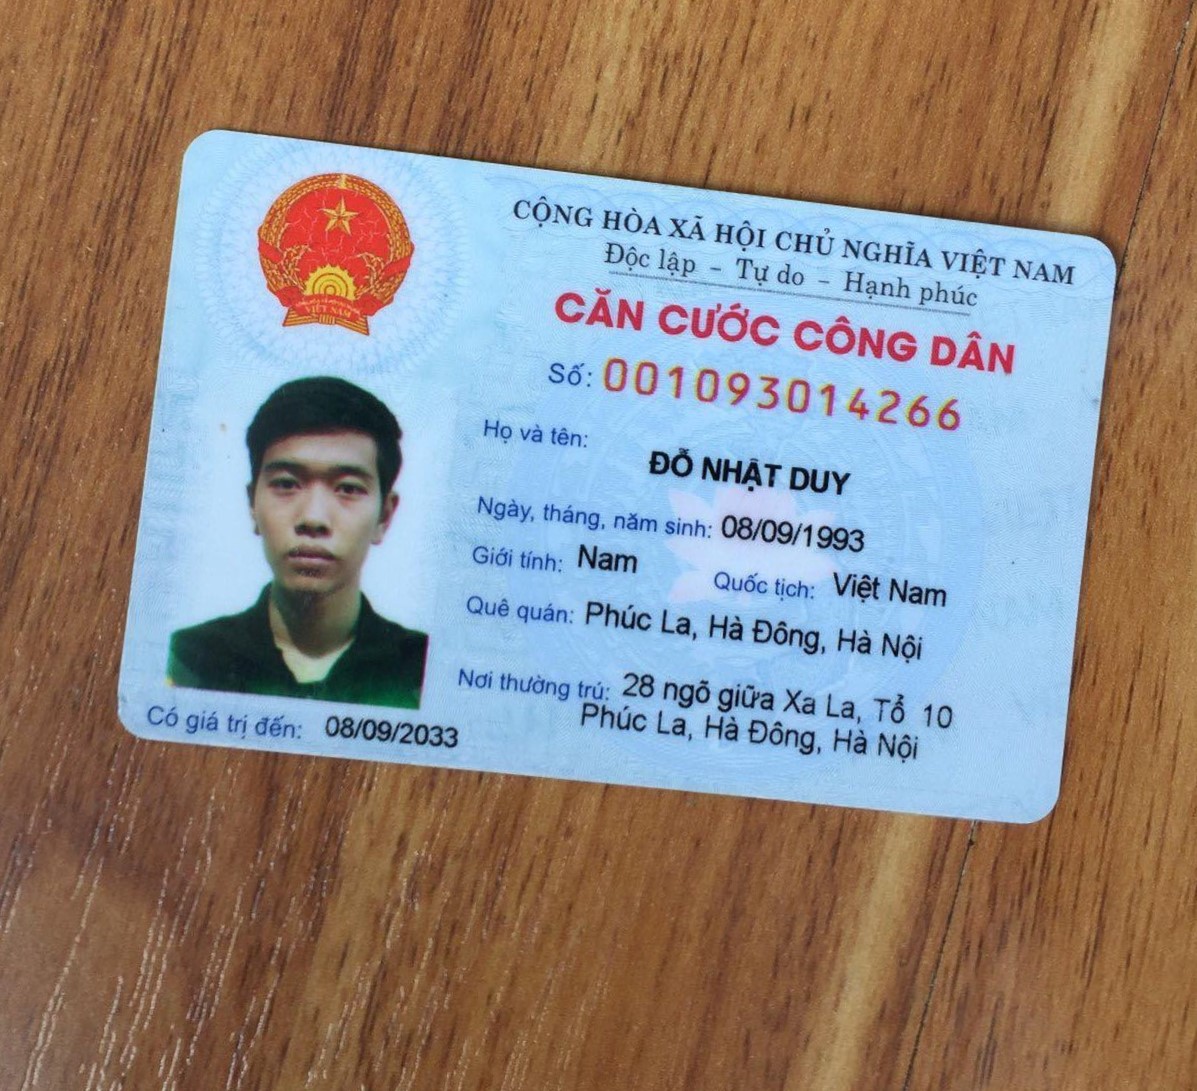 CỘNG HÒA XÃ HỘI CHỦ NGHĨA VIỆT NAM
Độc lập - Tự do - Hạnh phúc
CĂN CƯỚC CÔNG DÂN
Số: 001093014266
Họ và tên:
ĐỖ NHẬT DUY
Ngày, tháng, năm sinh: 08/09/1993
Giới tính: Nam Quốc tịch: Việt Nam
Quê quán: Phúc La, Hà Đông, Hà Nội
Nơi thường trú: 28 ngõ giữa Xa La, Tổ 10
Phúc La, Hà Đông, Hà Nội
Có giá trị đến: 08/09/2033
VIỆT NAM